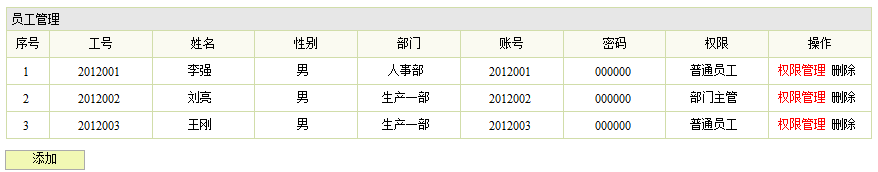 员工管理
序号 工号 姓名 性别 部门 账号 密码 权限 操作
1 2012001 李强 男 人事部 2012001 000000 普通员工 权限管理 删除
2 2012002 刘亮 男 生产一部 2012002 000000 部门主管 权限管理 删除
3 2012003 王刚 男 生产一部 2012003 000000 普通员工 权限管理 删除
添加